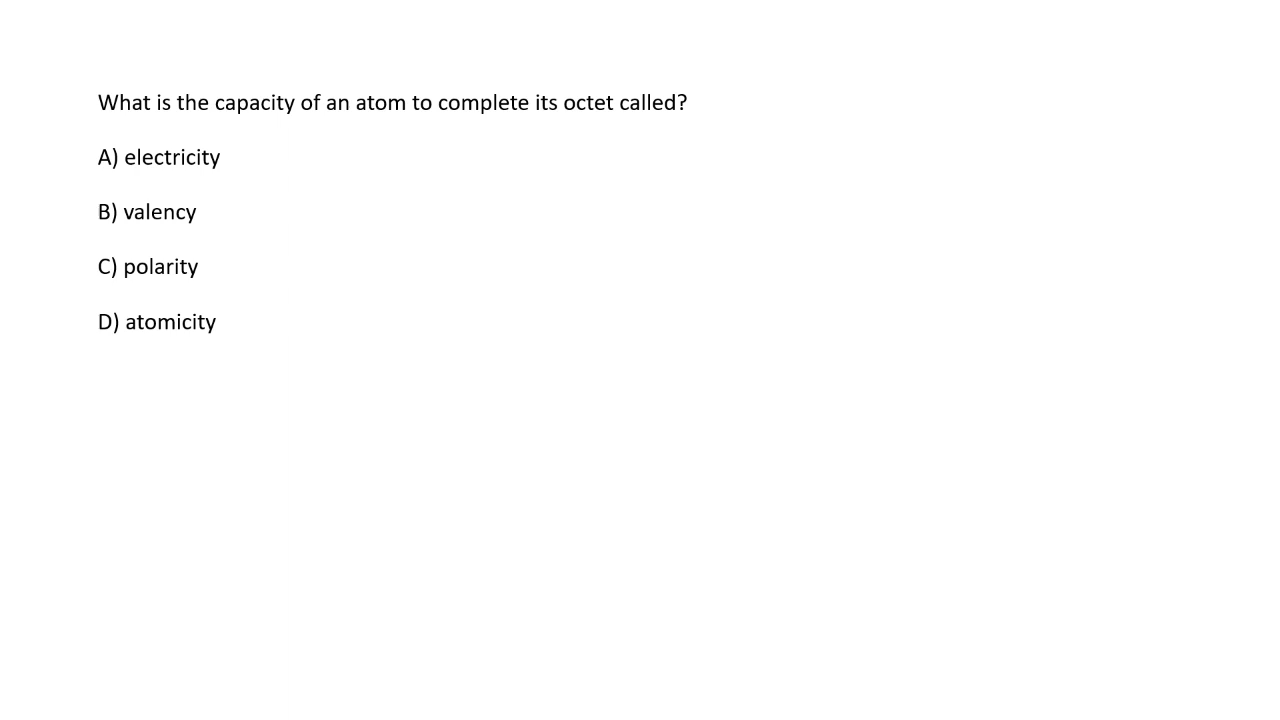 What is the capacity of an atom to complete its octet called?
A) electricity
B) valency
C) polarity
D) atomicity